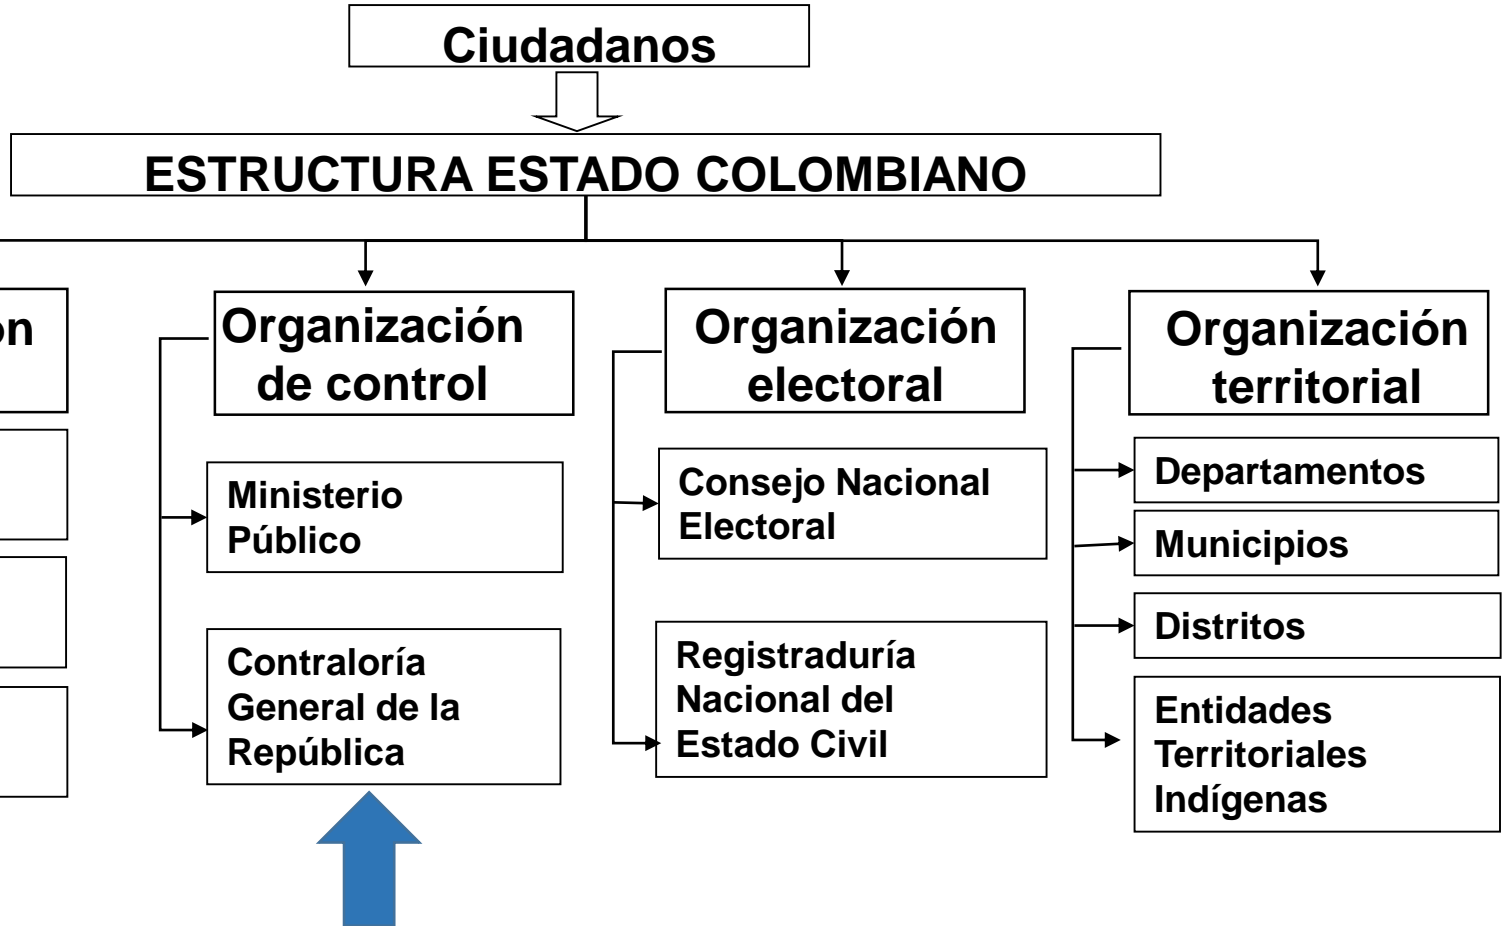 Ciudadanos
ESTRUCTURA ESTADO COLOMBIANO
ón
Organización
de control
Ministerio
Público
Contraloría
General de la
República
Organización
electoral
Consejo Nacional
Electoral
Registraduría
Nacional del
Estado Civil
Organización
territorial
Departamentos
Municipios
Distritos
Entidades
Territoriales
Indígenas